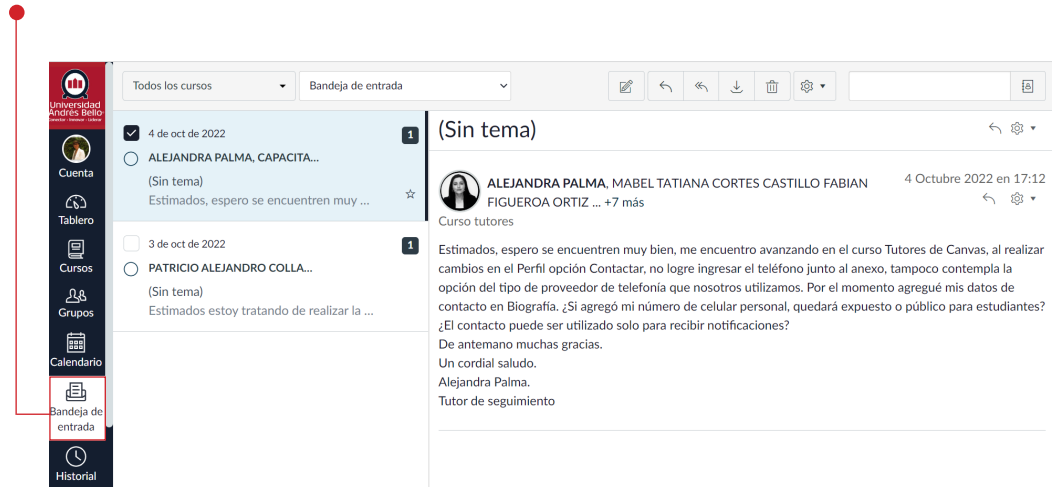 Universidad
Andrés Bello
Conectar - Innovar - Liderar
Cuenta
Tablero
Cursos
Grupos
Calendario
Bandeja de
entrada
Historial
Todos los cursos
Bandeja de entrada
4 de oct de 2022
1
ALEJANDRA PALMA, CAPACITA...
(Sin tema)
Estimados, espero se encuentren muy ...
3 de oct de 2022
1
PATRICIO ALEJANDRO COLLA...
(Sin tema)
Estimados estoy tratando de realizar la ...
(Sin tema)
ALEJANDRA PALMA, MABEL TATIANA CORTES CASTILLO FABIAN
FIGUEROA ORTIZ ... +7 más
4 Octubre 2022 en 17:12
Curso tutores
Estimados, espero se encuentren muy bien, me encuentro avanzando en el curso Tutores de Canvas, al realizar
cambios en el Perfil opción Contactar, no logre ingresar el teléfono junto al anexo, tampoco contempla la
opción del tipo de proveedor de telefonía que nosotros utilizamos. Por el momento agregué mis datos de
contacto en Biografía. ¿Si agregó mi número de celular personal, quedará expuesto o público para estudiantes?
¿El contacto puede ser utilizado solo para recibir notificaciones?
De antemano muchas gracias.
Un cordial saludo.
Alejandra Palma.
Tutor de seguimiento